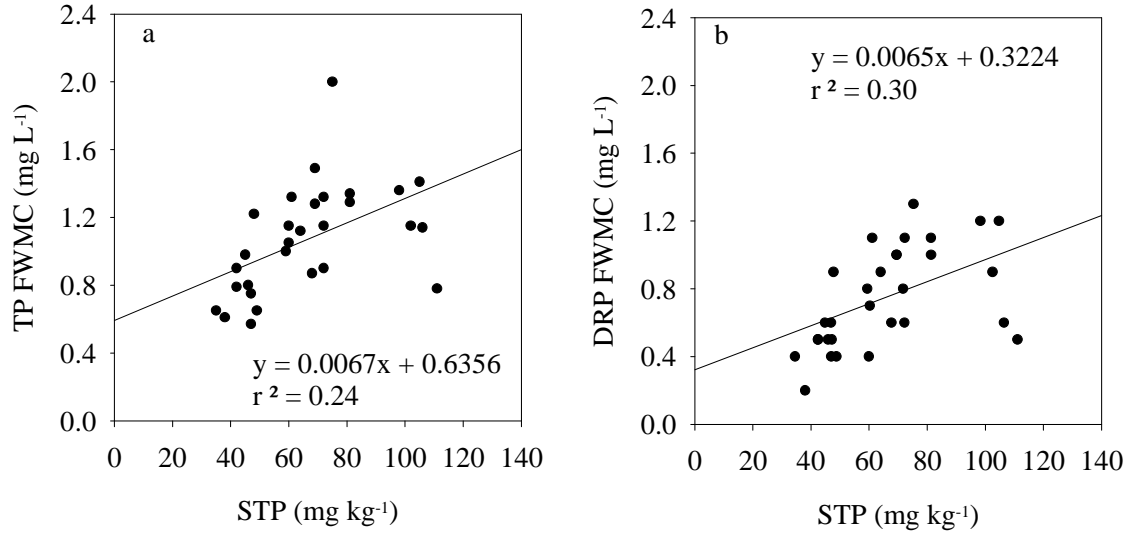 a
2.4
2.0
1.6
1.2
0.8
0.4
0.0
TP FWMC (mg L-1)
y = 0.0067x + 0.6356
r ² = 0.24
0 20 40 60 80 100 120 140
STP (mg kg-1)
b
2.4
2.0
1.6
1.2
0.8
0.4
0.0
DRP FWMC (mg L-1)
y = 0.0065x + 0.3224
r ² = 0.30
0 20 40 60 80 100 120 140
STP (mg kg-1)